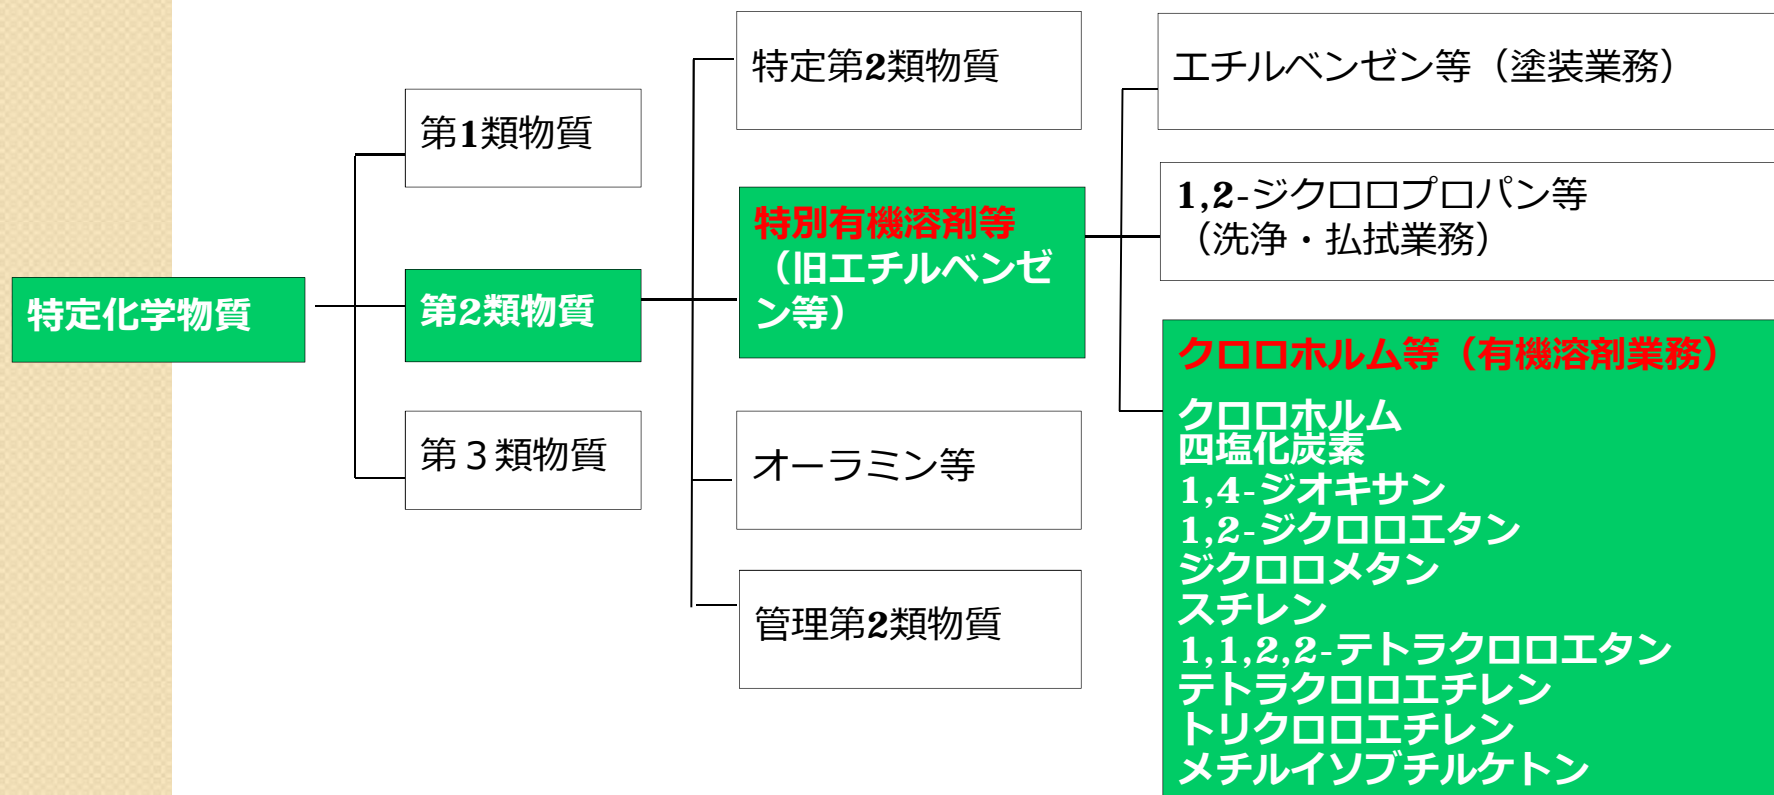 特定化学物質
第1類物質
第2類物質
第３類物質
特定第2類物質
特別有機溶剤等
（旧エチルベンゼ
ン等）
オーラミン等
管理第2類物質
エチルベンゼン等（塗装業務）
1,2-ジクロロプロパン等
（洗浄・払拭業務）
クロロホルム等（有機溶剤業務）
クロロホルム
四塩化炭素
1,4-ジオキサン
1,2-ジクロロエタン
ジクロロメタン
スチレン
1,1,2,2-テトラクロロエタン
テトラクロロエチレン
トリクロロエチレン
メチルイソブチルケトン